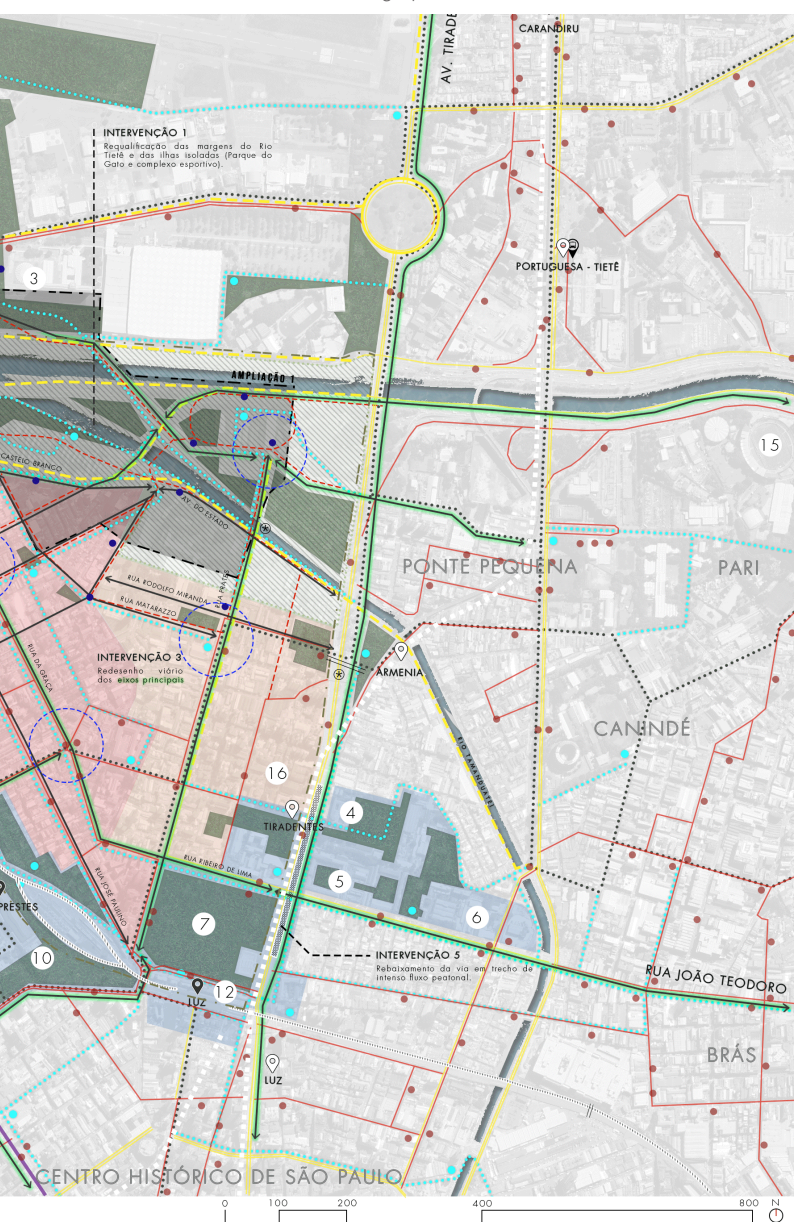 CARANDIRU
AV. TIRADE
INTERVENÇÃO 1
Requalificação das margens do Rio
Tietê e das ilhas isoladas (Parque do
Gato e complexo esportivo).
3
PORTUGUESA - TIETÊ
AMPLIAÇÃO 1
15
CASTELO BRANCO
AV. DO ESTADO
PONTE PEQUENA
PARI
RUA RODOLFO MIRANDA
RUA PRATES
RUA MATARAZZO
INTERVENÇÃO 3
Redesenho viário
dos eixos principais
RUA DA GRAÇA
ARMENIA
CANINDÉ
RIO TAMANDUATEÍ
16
TIRADENTES
4
RUA RIBEIRO DE LIMA
5
RUA JOSÉ PAULINO
PRESTES
7
6
10
INTERVENÇÃO 5
Rebaixamento da via em trecho de
intenso fluxo peatonal.
RUA JOÃO TEODORO
12
LUZ
BRÁS
LUZ
CENTRO HISTÓRICO DE SÃO PAULO
0 100 200 400 800 N